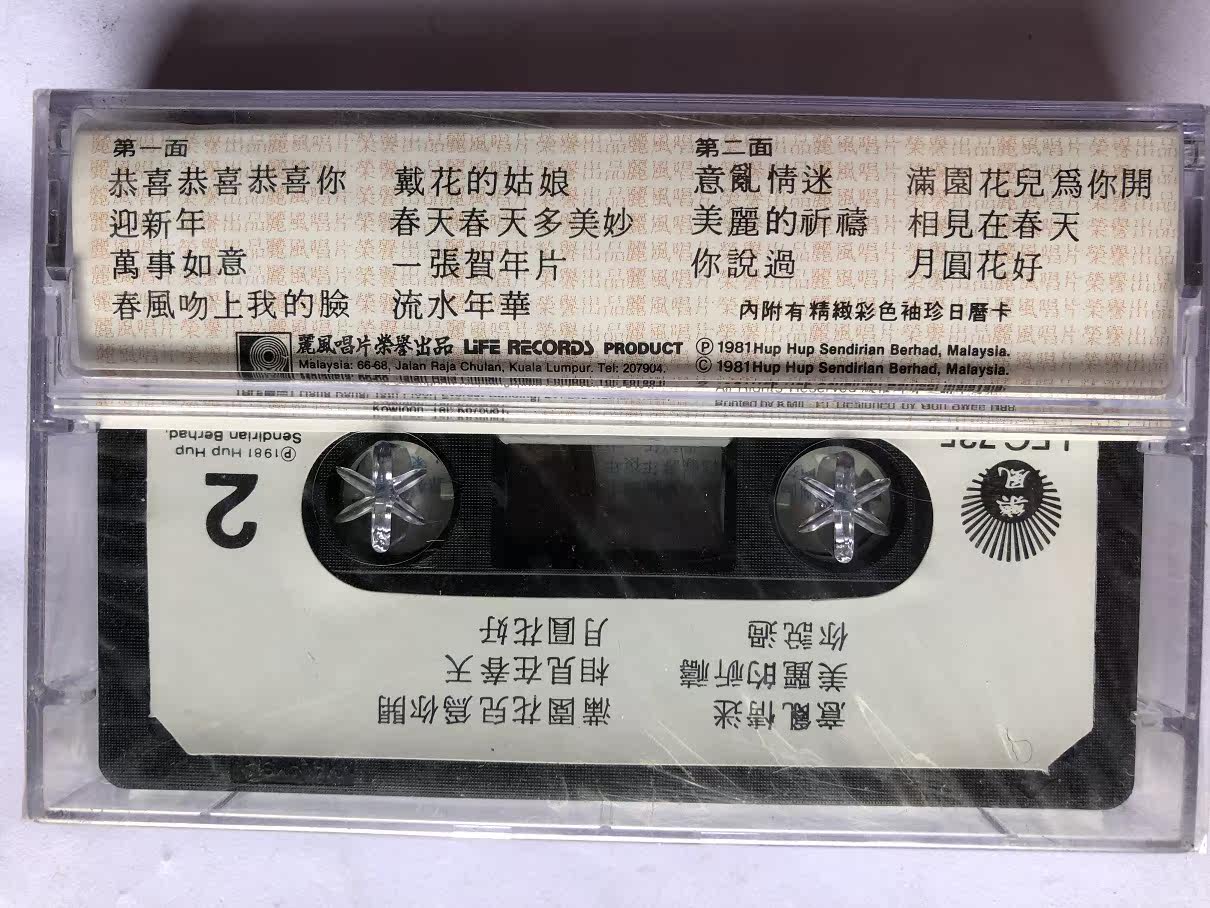 第一面
恭喜恭喜恭喜你
迎新年
萬事如意
春風吻上我的臉
戴花的姑娘
春天春天多美妙
一張賀年片
流水年華
第二面
意亂情迷
美麗的祈禱
你說過
滿園花兒為你開
相見在春天
月圓花好
內附有精緻彩色袖珍日曆卡
麗風唱片榮譽出品 LIFE RECORDS PRODUCT
Malaysia: 66-68, Jalan Raja Chulan, Kuala Lumpur. Tel: 207904.
Ⓟ 1981 Hup Hup Sendirian Berhad, Malaysia.
© 1981 Hup Hup Sendirian Berhad, Malaysia.
Ⓟ1981 Hup Hup
Sendirian Berhad.
2
意亂情迷
美麗的祈禱
你說過
滿園花兒為你開
相見在春天
月圓花好